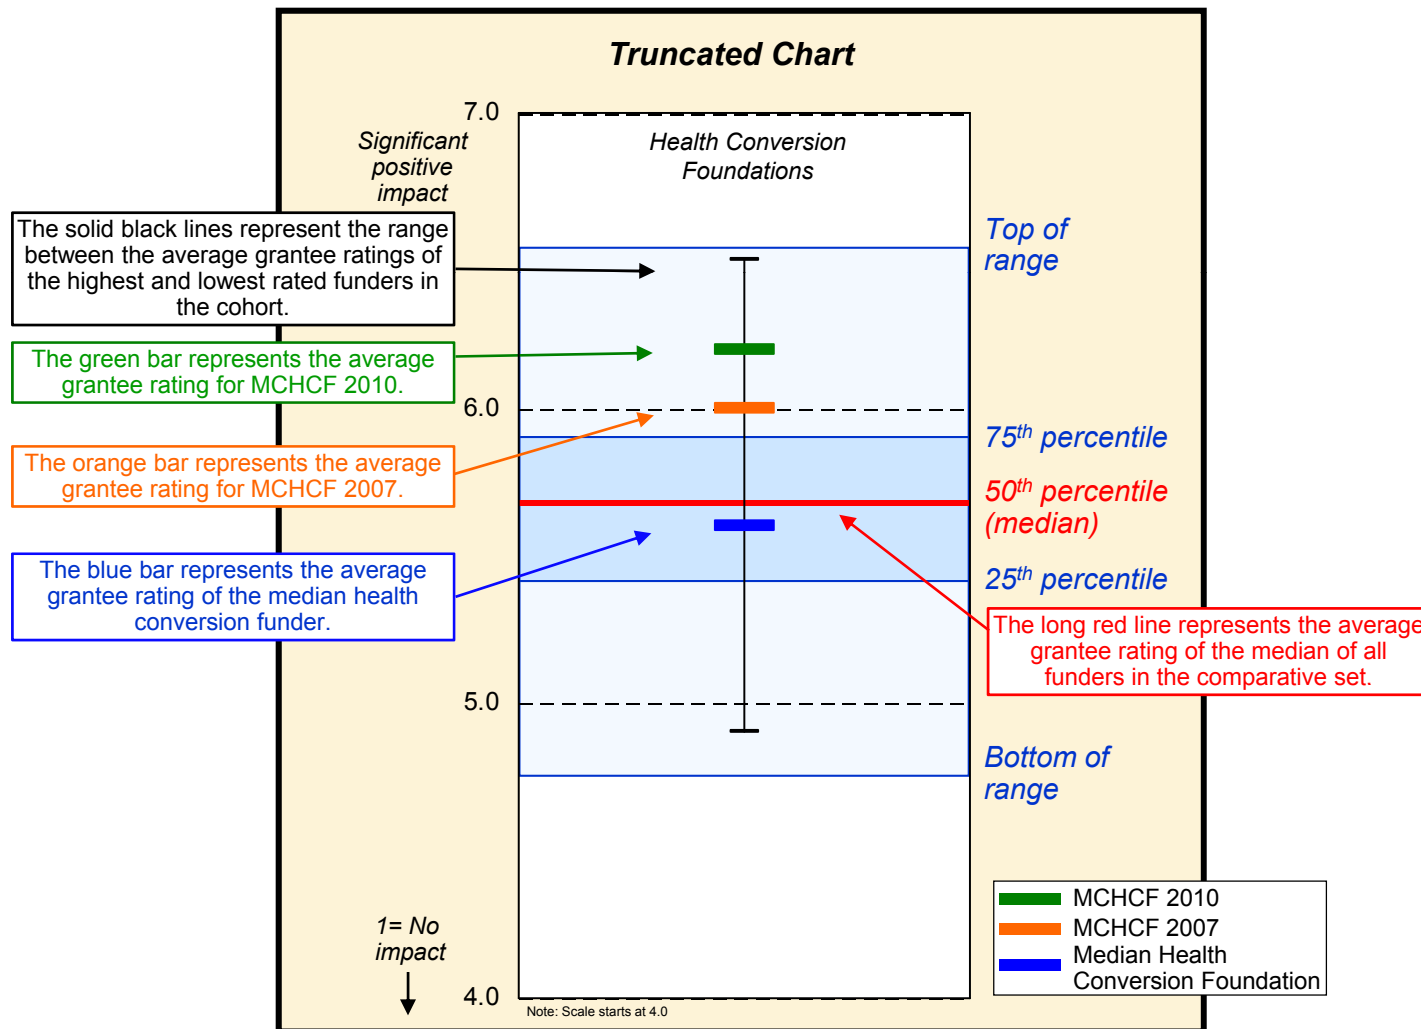 Truncated Chart
7.0
Significant
positive
impact
Health Conversion
Foundations
The solid black lines represent the range
between the average grantee ratings of
the highest and lowest rated funders in
the cohort.
Top of
range
The green bar represents the average
grantee rating for MCHCF 2010.
6.0
75th percentile
The orange bar represents the average
grantee rating for MCHCF 2007.
50th percentile
(median)
The blue bar represents the average
grantee rating of the median health
conversion funder.
25th percentile
The long red line represents the average
grantee rating of the median of all
funders in the comparative set.
5.0
Bottom of
range
1= No
impact
4.0
Note: Scale starts at 4.0
MCHCF 2010
MCHCF 2007
Median Health
Conversion Foundation